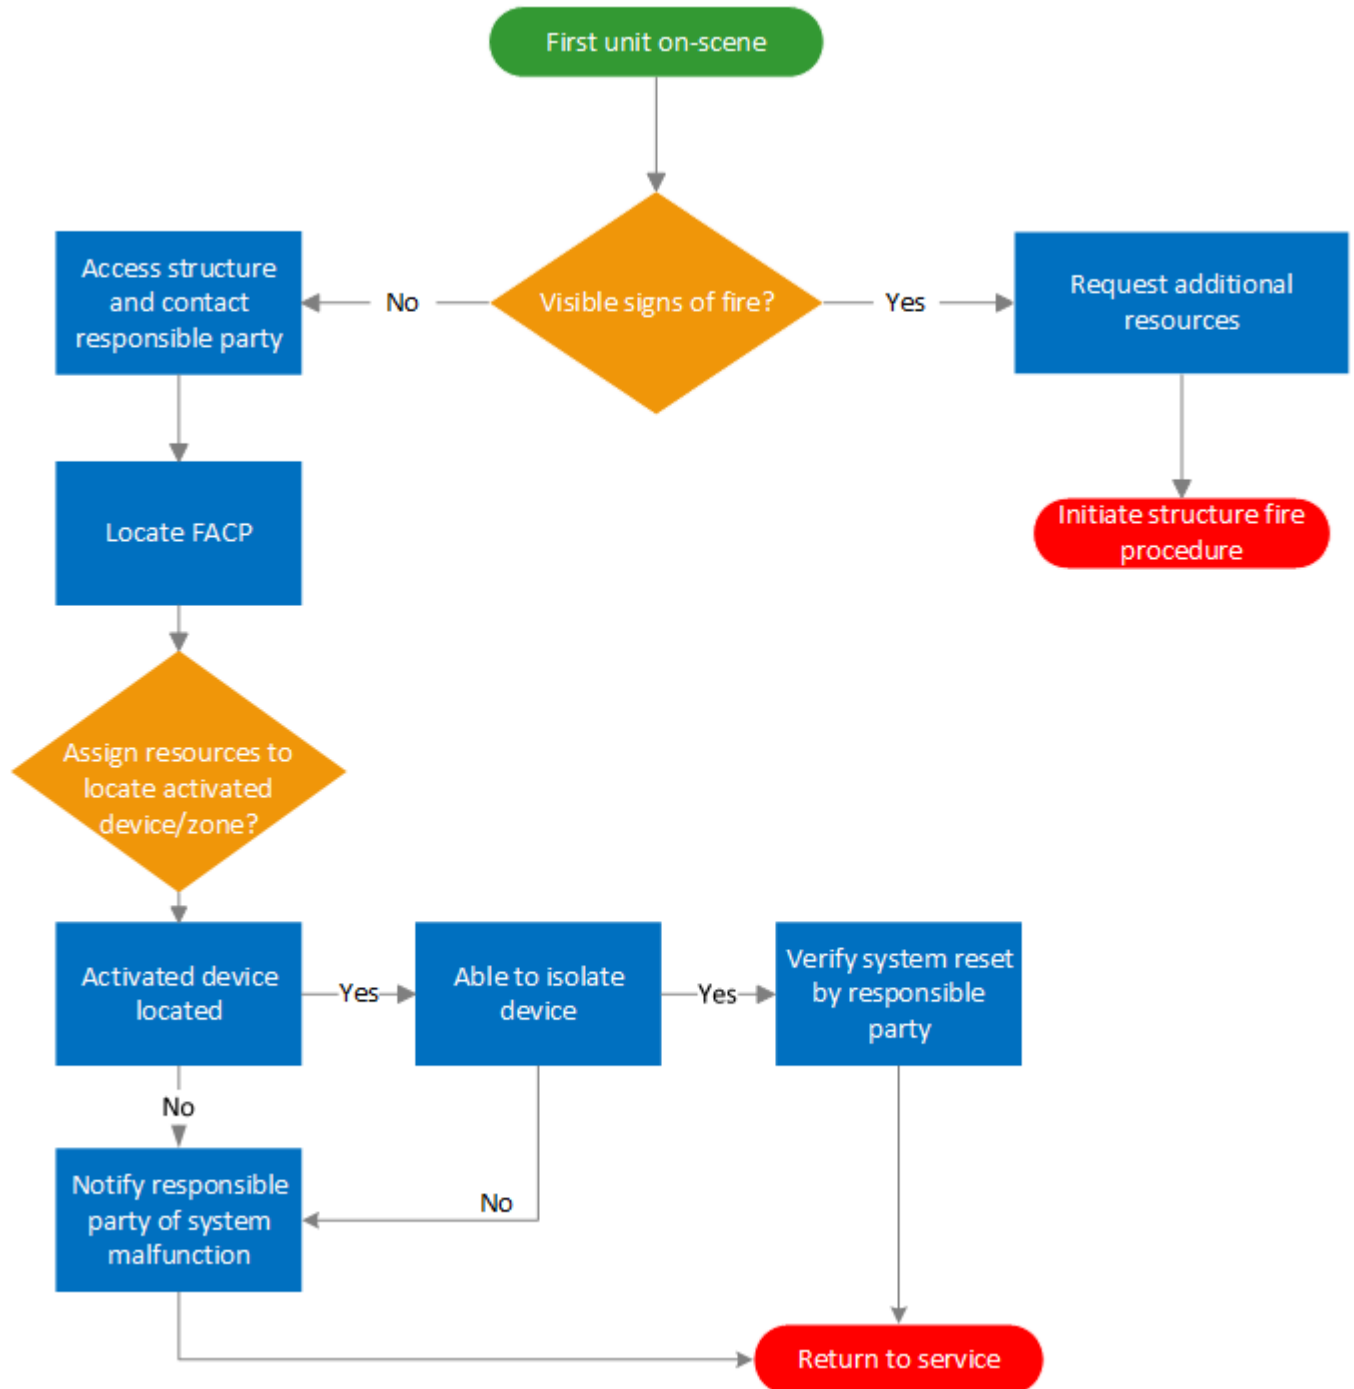 First unit on-scene
Access structure
and contact
responsible party
No
Visible signs of fire?
Yes
Request additional
resources
Locate FACP
Initiate structure fire
procedure
Assign resources to
locate activated
device/zone?
Activated device
located
Yes
Able to isolate
device
Yes
Verify system reset
by responsible
party
No
Notify responsible
party of system
malfunction
No
Return to service